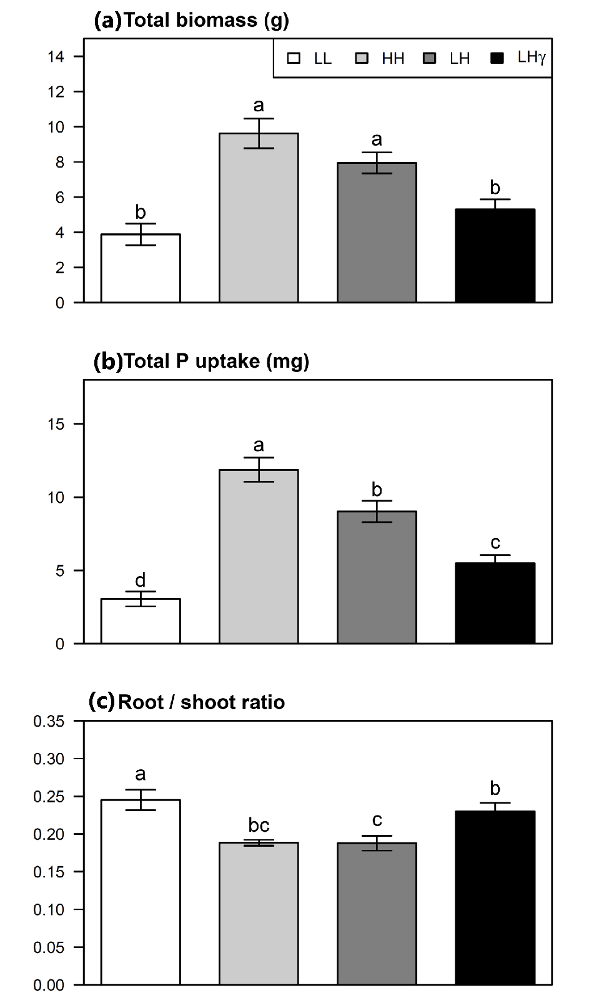 (a) Total biomass (g)
LL HH LH LHγ
14
12
10
8
6
4
2
0
b
a
a
b
(b) Total P uptake (mg)
15
10
5
0
d
a
b
c
(c) Root / shoot ratio
0.35
0.30
0.25
0.20
0.15
0.10
0.05
0.00
a
bc
c
b